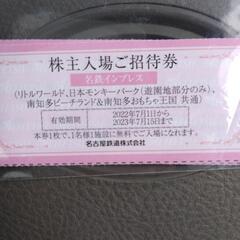 株主入場ご招待券
名鉄インプレス
(リトルワールド、日本モンキーパーク(遊園地部分のみ)、
南知多ビーチランド&南知多おもちゃ王国 共通)
有効期間
2022年7月1日から
2023年7月15日まで
本券1枚で、1名様1施設に無料でご入場になれます。
名古屋鉄道株式会社